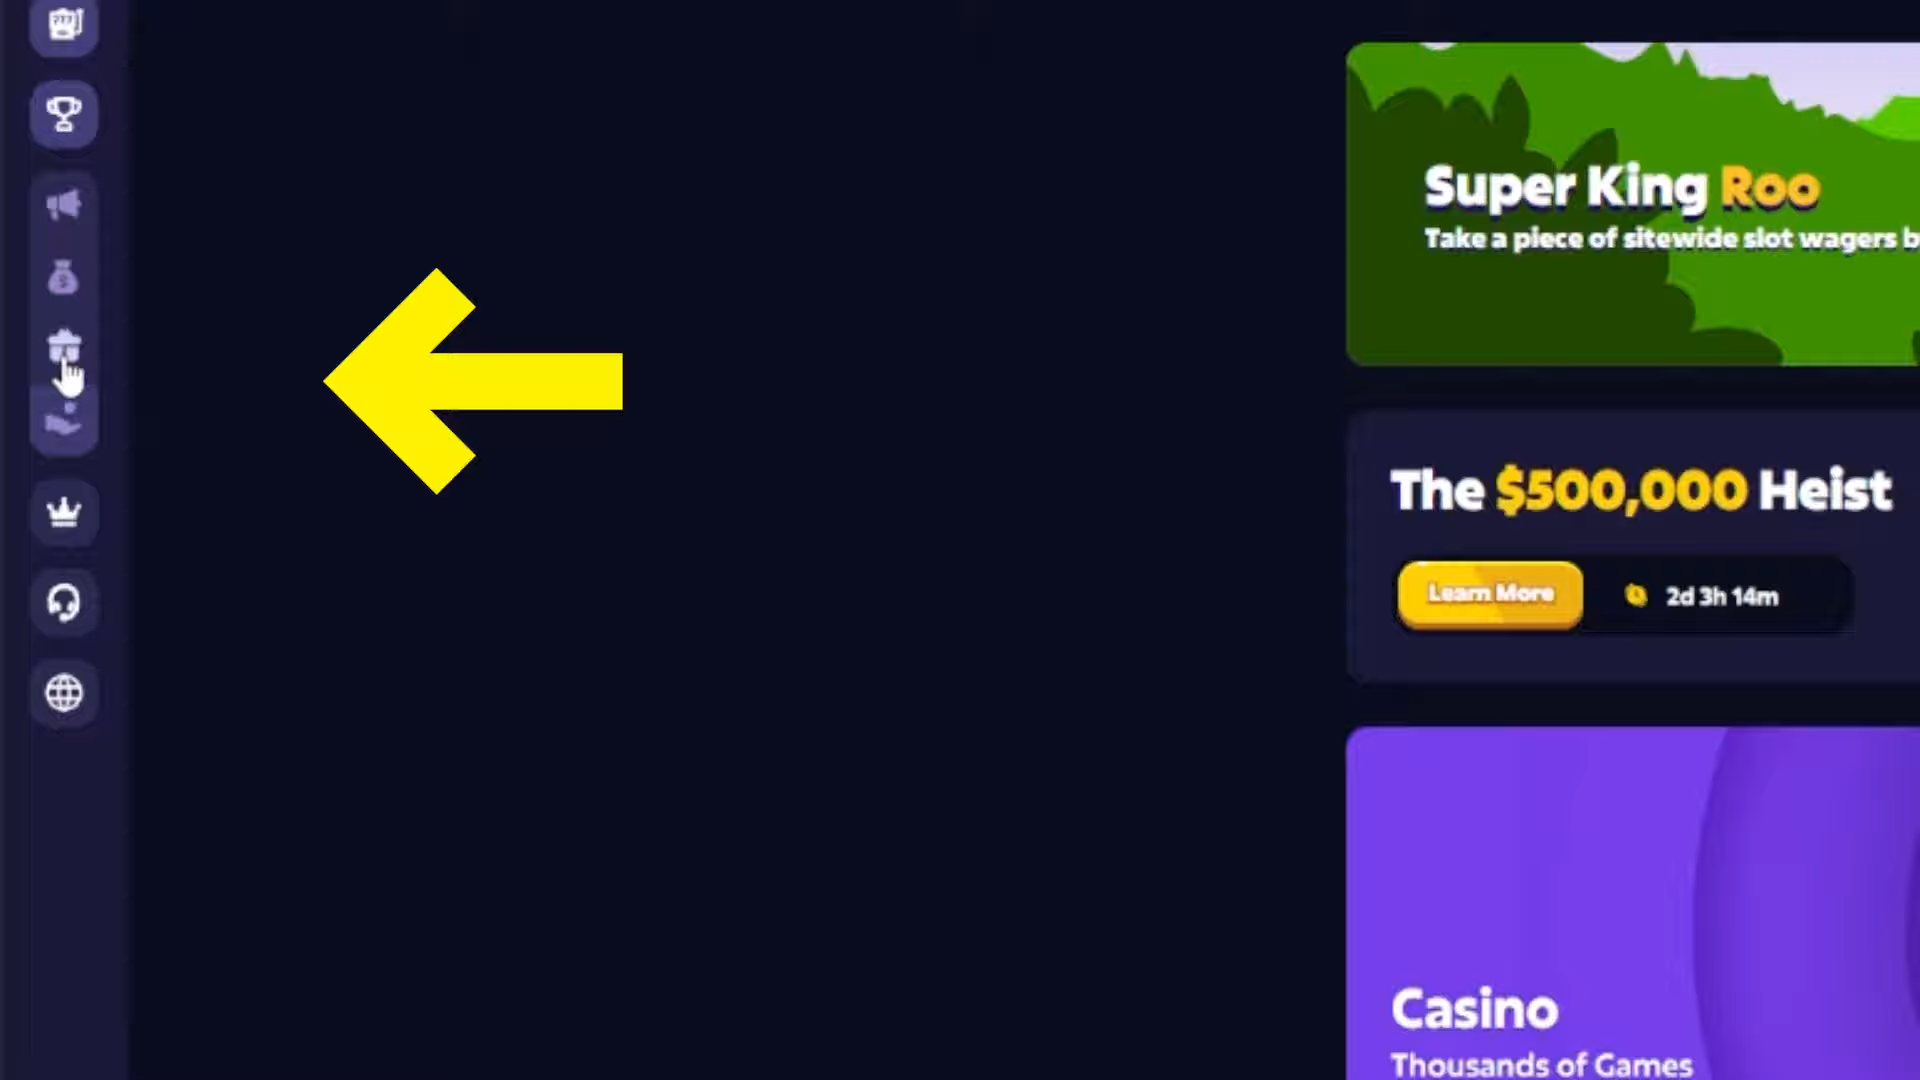 Super King Roo
Take a piece of sitewide slot wagers b
The $500,000 Heist
Learn More
2d 3h 14m
Casino
Thousands of Games